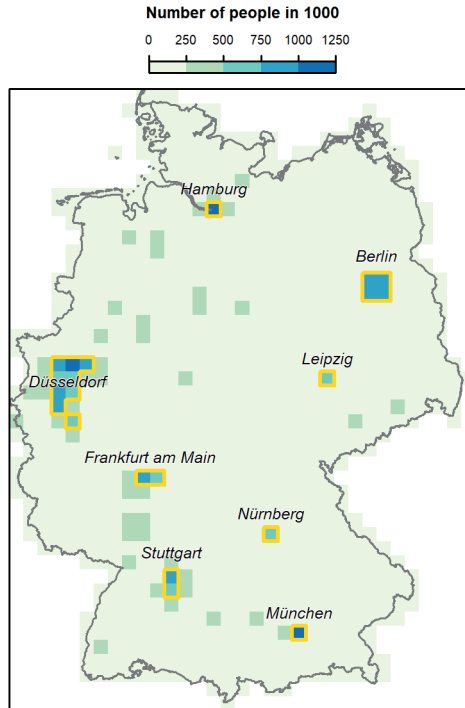 Number of people in 1000
0 250 500 750 1000 1250
Hamburg
Berlin
Leipzig
Düsseldorf
Frankfurt am Main
Nürnberg
Stuttgart
München